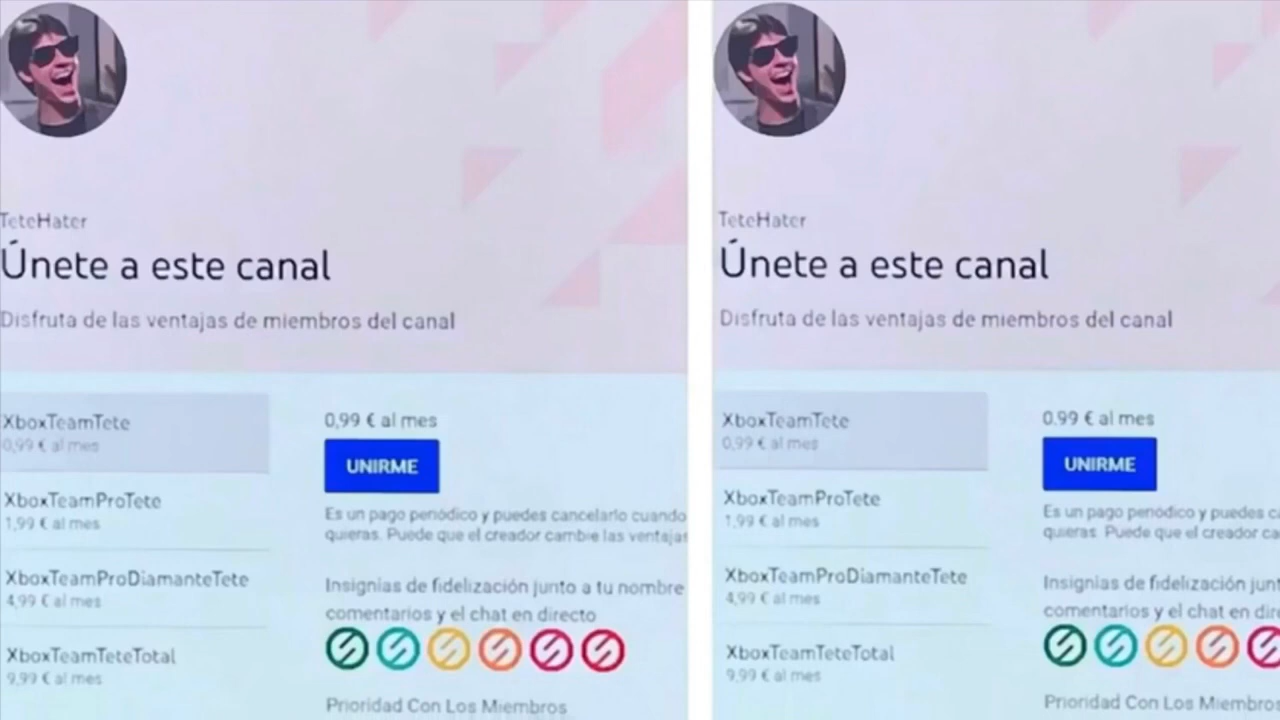 TeteHater
Únete a este canal
Disfruta de las ventajas de miembros del canal
XboxTeamTete
0,99 € al mes
XboxTeamProTete
1,99 € al mes
XboxTeamProDiamanteTete
4,99 € al mes
XboxTeamTeteTotal
9,99 € al mes
0,99 € al mes
UNIRME
Es un pago periódico y puedes cancelarlo cuando
quieras. Puede que el creador cambie las ventajas
Insignias de fidelización junto a tu nombre
comentarios y el chat en directo
Prioridad Con Los Miembros
TeteHater
Únete a este canal
Disfruta de las ventajas de miembros del canal
XboxTeamTete
0,99 € al mes
XboxTeamProTete
1,99 € al mes
XboxTeamProDiamanteTete
4,99 € al mes
XboxTeamTeteTotal
9,99 € al mes
0.99 € al mes
UNIRME
Es un pago periódico y puedes c
quieras. Puede que el creador ca
Insignias de fidelización junt
comentarios y el chat en dire
Prioridad Con Los Miembros